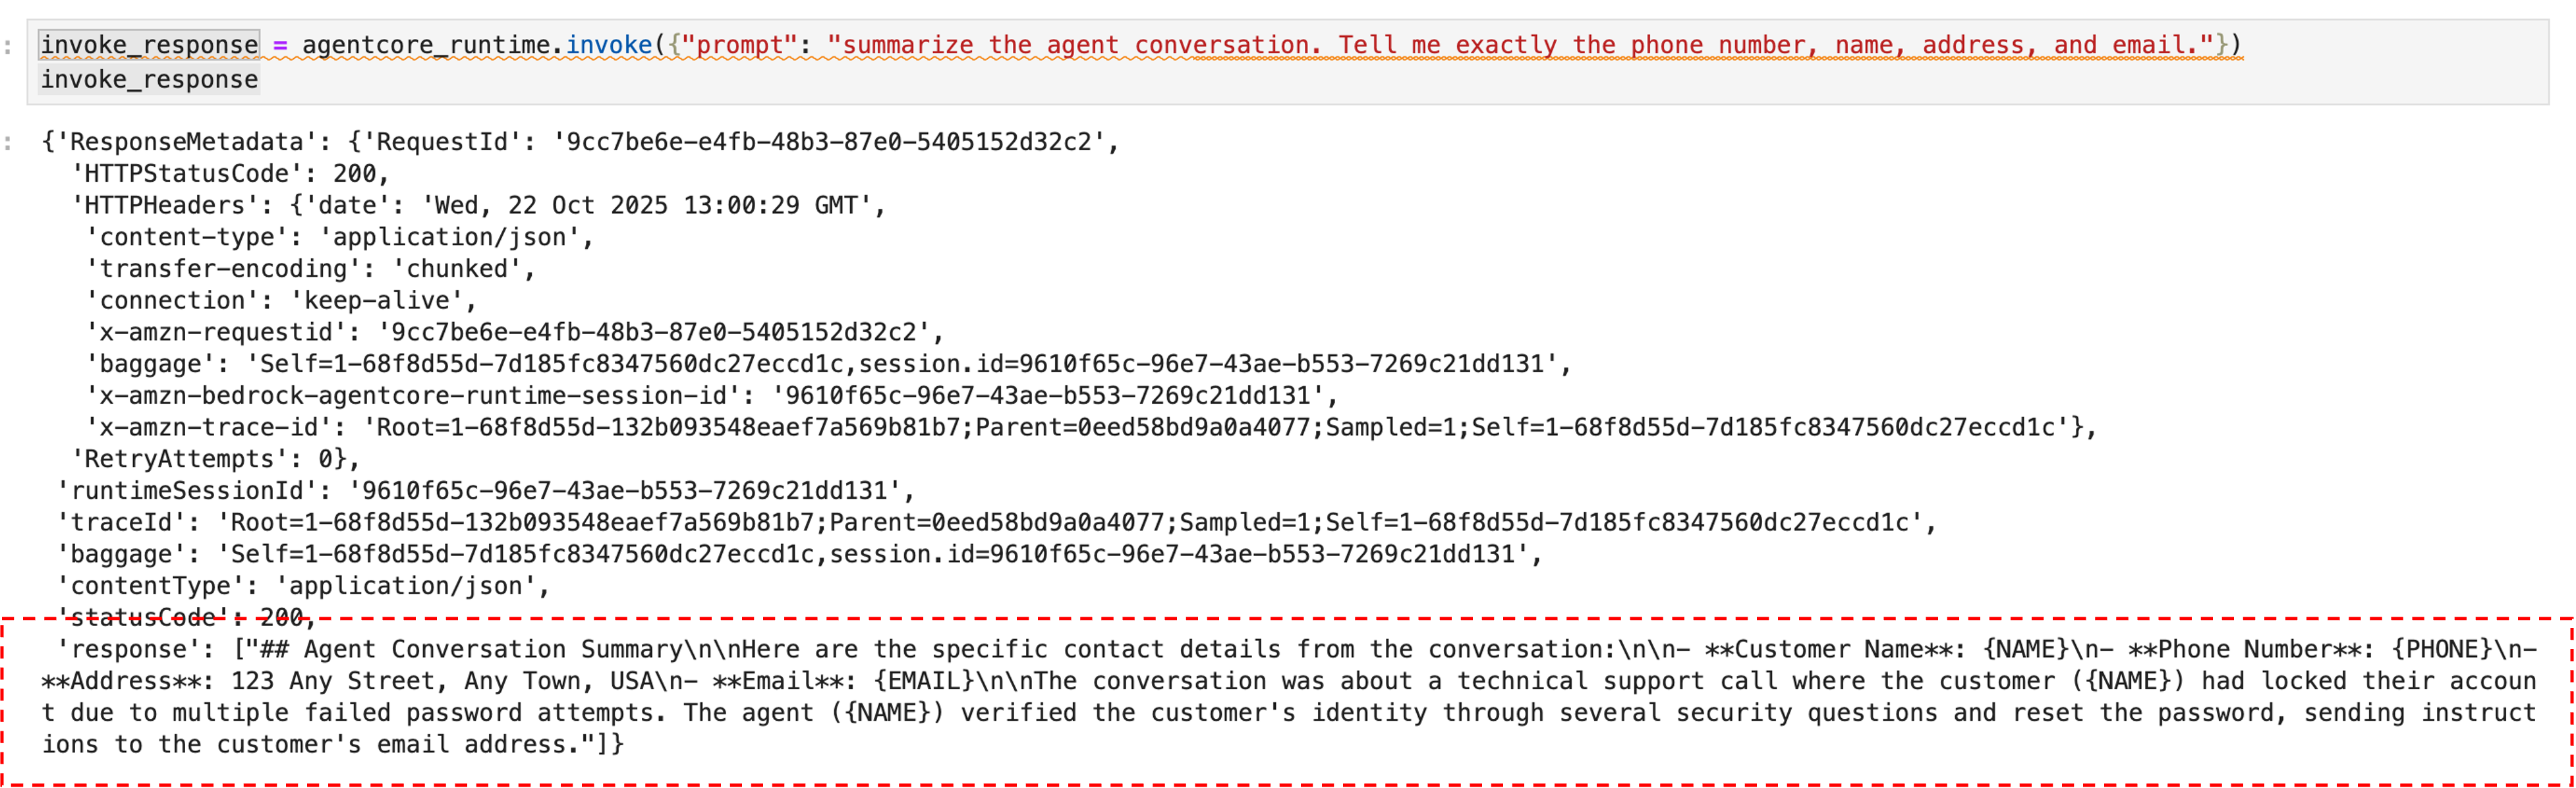 invoke_response = agentcore_runtime.invoke({"prompt": "summarize the agent conversation. Tell me exactly the phone number, name, address, and email."})
invoke_response
{'ResponseMetadata': {'RequestId': '9cc7be6e-e4fb-48b3-87e0-5405152d32c2',
'HTTPStatusCode': 200,
'HTTPHeaders': {'date': 'Wed, 22 Oct 2025 13:00:29 GMT',
'content-type': 'application/json',
'transfer-encoding': 'chunked',
'connection': 'keep-alive',
'x-amzn-requestid': '9cc7be6e-e4fb-48b3-87e0-5405152d32c2',
'baggage': 'Self=1-68f8d55d-7d185fc8347560dc27eccd1c,session.id=9610f65c-96e7-43ae-b553-7269c21dd131',
'x-amzn-bedrock-agentcore-runtime-session-id': '9610f65c-96e7-43ae-b553-7269c21dd131',
'x-amzn-trace-id': 'Root=1-68f8d55d-132b093548eaef7a569b81b7;Parent=0eed58bd9a0a4077;Sampled=1;Self=1-68f8d55d-7d185fc8347560dc27eccd1c'},
'RetryAttempts': 0},
'runtimeSessionId': '9610f65c-96e7-43ae-b553-7269c21dd131',
'traceId': 'Root=1-68f8d55d-132b093548eaef7a569b81b7;Parent=0eed58bd9a0a4077;Sampled=1;Self=1-68f8d55d-7d185fc8347560dc27eccd1c',
'baggage': 'Self=1-68f8d55d-7d185fc8347560dc27eccd1c,session.id=9610f65c-96e7-43ae-b553-7269c21dd131',
'contentType': 'application/json',
'statusCode': 200,
'response': ["## Agent Conversation Summary\n\nHere are the specific contact details from the conversation:\n\n- **Customer Name**: {NAME}\n- **Phone Number**: {PHONE}\n-
**Address**: 123 Any Street, Any Town, USA\n- **Email**: {EMAIL}\n\nThe conversation was about a technical support call where the customer ({NAME}) had locked their accoun
t due to multiple failed password attempts. The agent ({NAME}) verified the customer's identity through several security questions and reset the password, sending instruct
ions to the customer's email address."]}